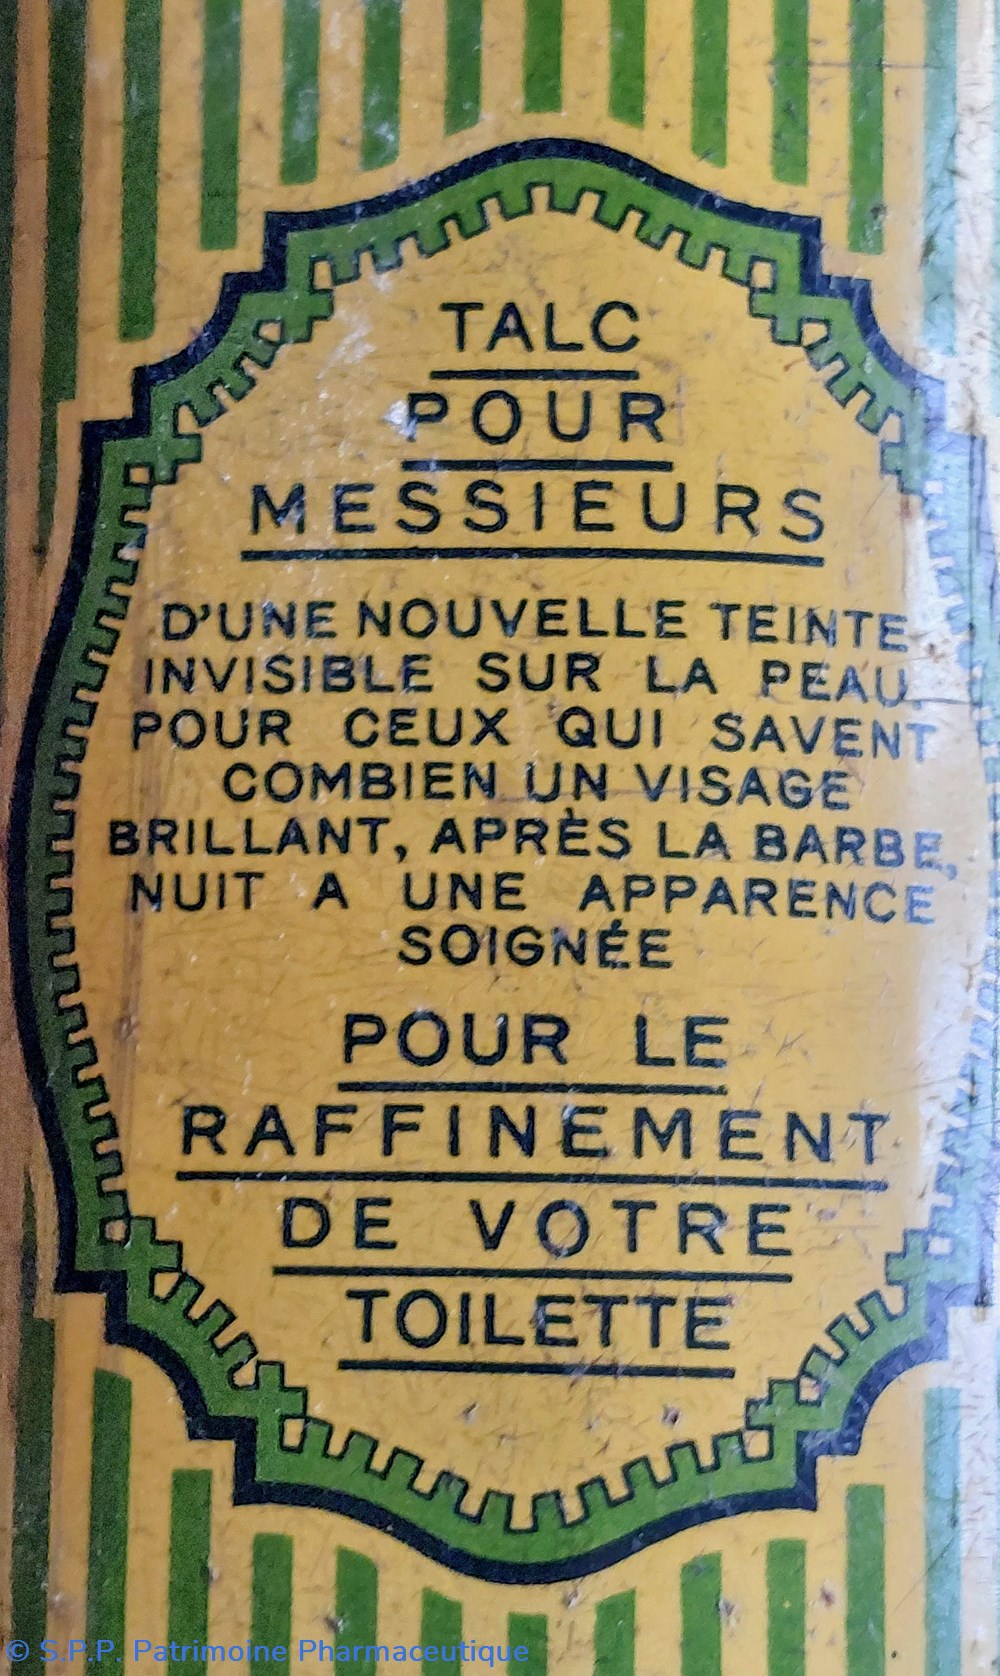 TALC
POUR
MESSIEURS
D'UNE NOUVELLE TEINTE
INVISIBLE SUR LA PEAU.
POUR CEUX QUI SAVENT
COMBIEN UN VISAGE
BRILLANT, APRÈS LA BARBE,
NUIT A UNE APPARENCE
SOIGNÉE
POUR LE
RAFFINEMENT
DE VOTRE
TOILETTE
© S.P.P. Patrimoine Pharmaceutique